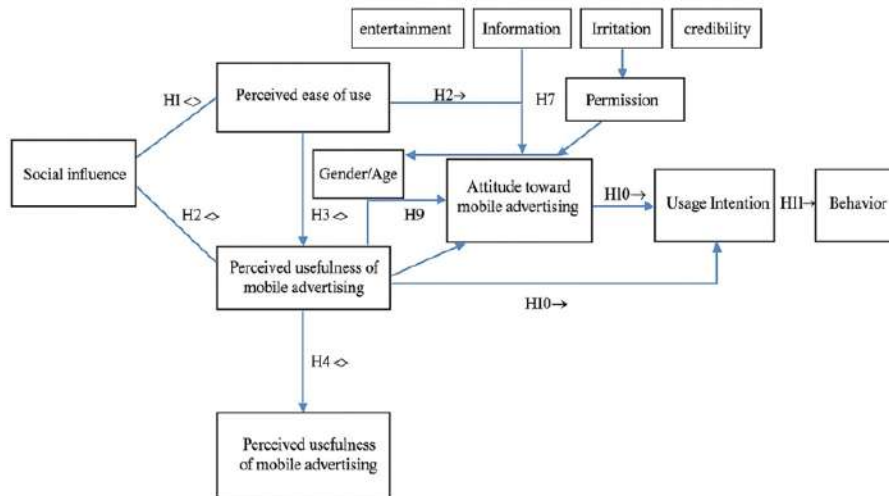 entertainment
Information
Irritation
credibility
H1 <>
Perceived ease of use
H2→
H7
Permission
Social influence
Gender/Age
Attitude toward
mobile advertising
H10→
Usage Intention
H11→
Behavior
H2 <>
H3 <>
H9
Perceived usefulness of
mobile advertising
H10→
H4 <>
Perceived usefulness
of mobile advertising